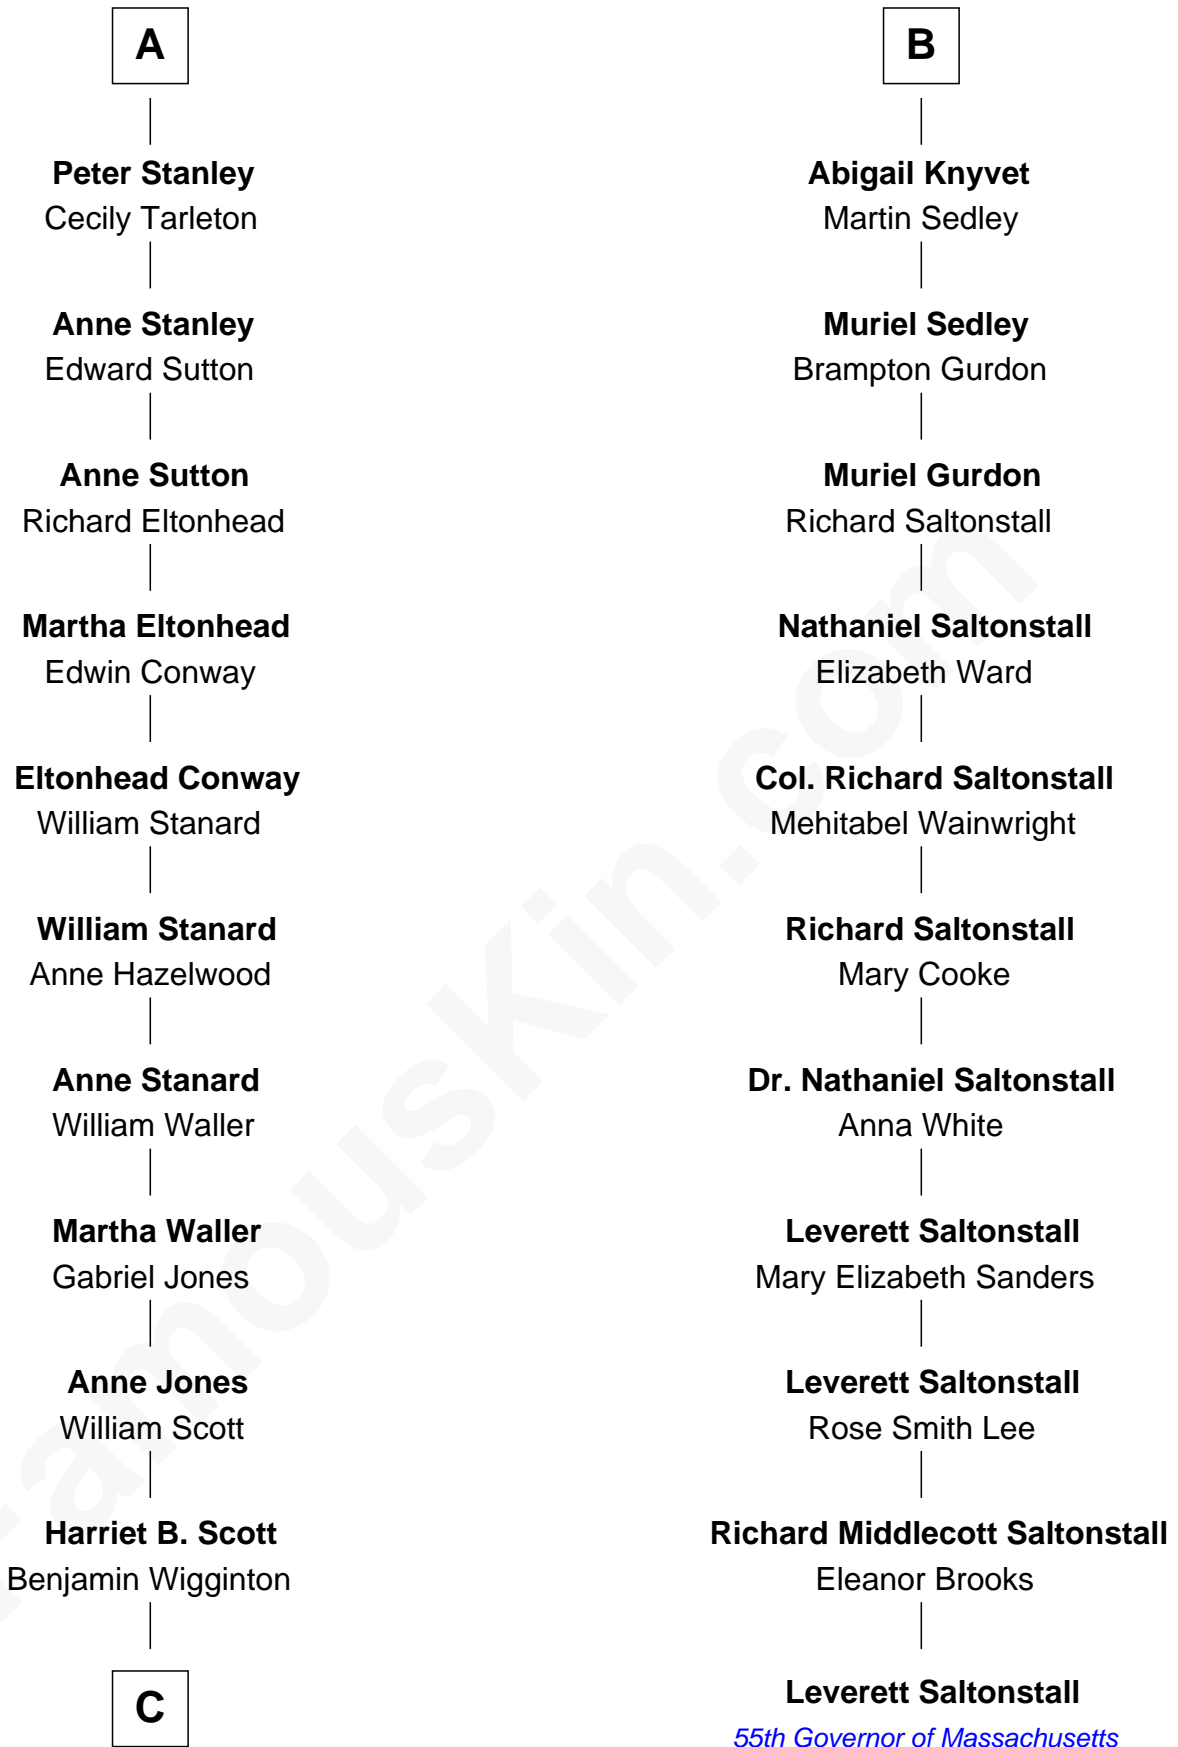 A
Peter Stanley
Cecily Tarleton
Anne Stanley
Edward Sutton
Anne Sutton
Richard Eltonhead
Martha Eltonhead
Edwin Conway
Eltonhead Conway
William Stanard
William Stanard
Anne Hazelwood
Anne Stanard
William Waller
Martha Waller
Gabriel Jones
Anne Jones
William Scott
Harriet B. Scott
Benjamin Wigginton
C
B
Abigail Knyvet
Martin Sedley
Muriel Sedley
Brampton Gurdon
Muriel Gurdon
Richard Saltonstall
Nathaniel Saltonstall
Elizabeth Ward
Col. Richard Saltonstall
Mehitabel Wainwright
Richard Saltonstall
Mary Cooke
Dr. Nathaniel Saltonstall
Anna White
Leverett Saltonstall
Mary Elizabeth Sanders
Leverett Saltonstall
Rose Smith Lee
Richard Middlecott Saltonstall
Eleanor Brooks
Leverett Saltonstall
55th Governor of Massachusetts
FamousKin.com